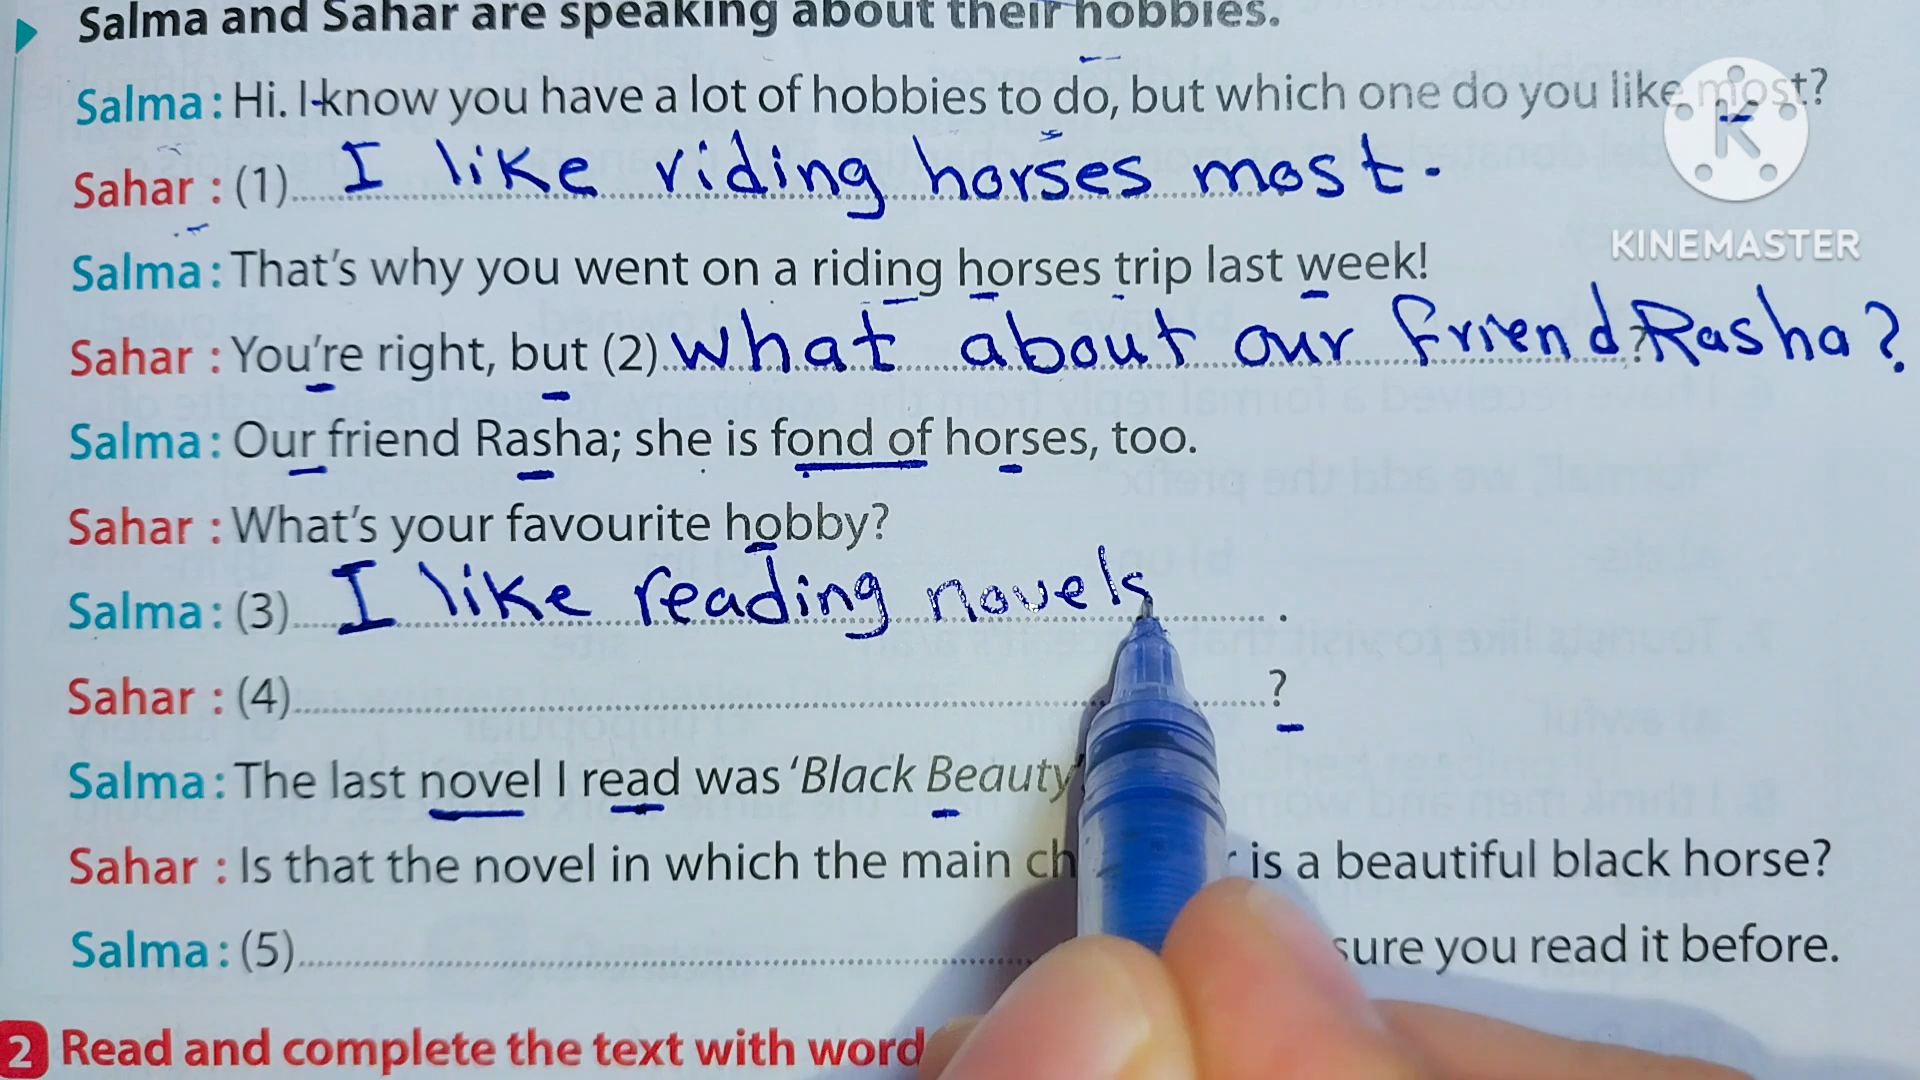 Salma and Sahar are speaking about their hobbies.
Salma : Hi. I know you have a lot of hobbies to do, but which one do you like most?
Sahar : (1) I like riding horses most.
KINEMASTER
Salma : That's why you went on a riding horses trip last week!
Sahar : You're right, but (2) what about our friend ? Rasha?
Salma : Our friend Rasha; she is fond of horses, too.
Sahar : What's your favourite hobby?
Salma : (3) I like reading novels .
Sahar : (4) ?
Salma : The last novel I read was 'Black Beauty'
Sahar : Is that the novel in which the main is a beautiful black horse?
Salma : (5) sure you read it before.
2 Read and complete the text with word